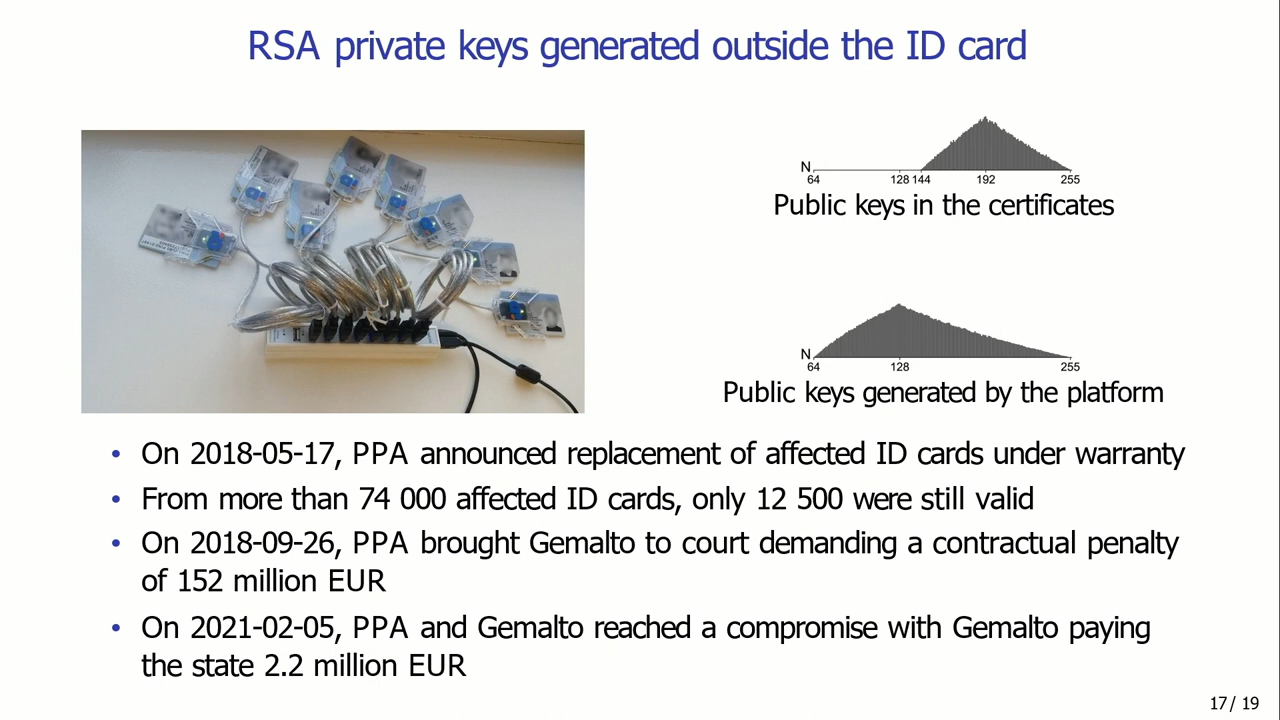 RSA private keys generated outside the ID card
N
64 128 144 192 255
Public keys in the certificates
N
64 128 255
Public keys generated by the platform
• On 2018-05-17, PPA announced replacement of affected ID cards under warranty
• From more than 74 000 affected ID cards, only 12 500 were still valid
• On 2018-09-26, PPA brought Gemalto to court demanding a contractual penalty
of 152 million EUR
• On 2021-02-05, PPA and Gemalto reached a compromise with Gemalto paying
the state 2.2 million EUR
17/ 19